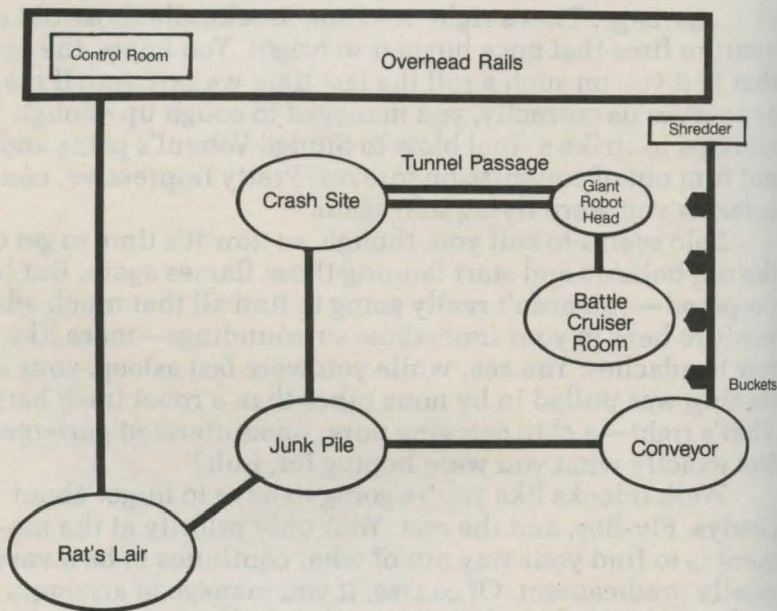 Control Room
Overhead Rails
Shredder
Tunnel Passage
Crash Site
Giant
Robot
Head
Battle
Cruiser
Room
Buckets
Junk Pile
Conveyor
Rat's Lair